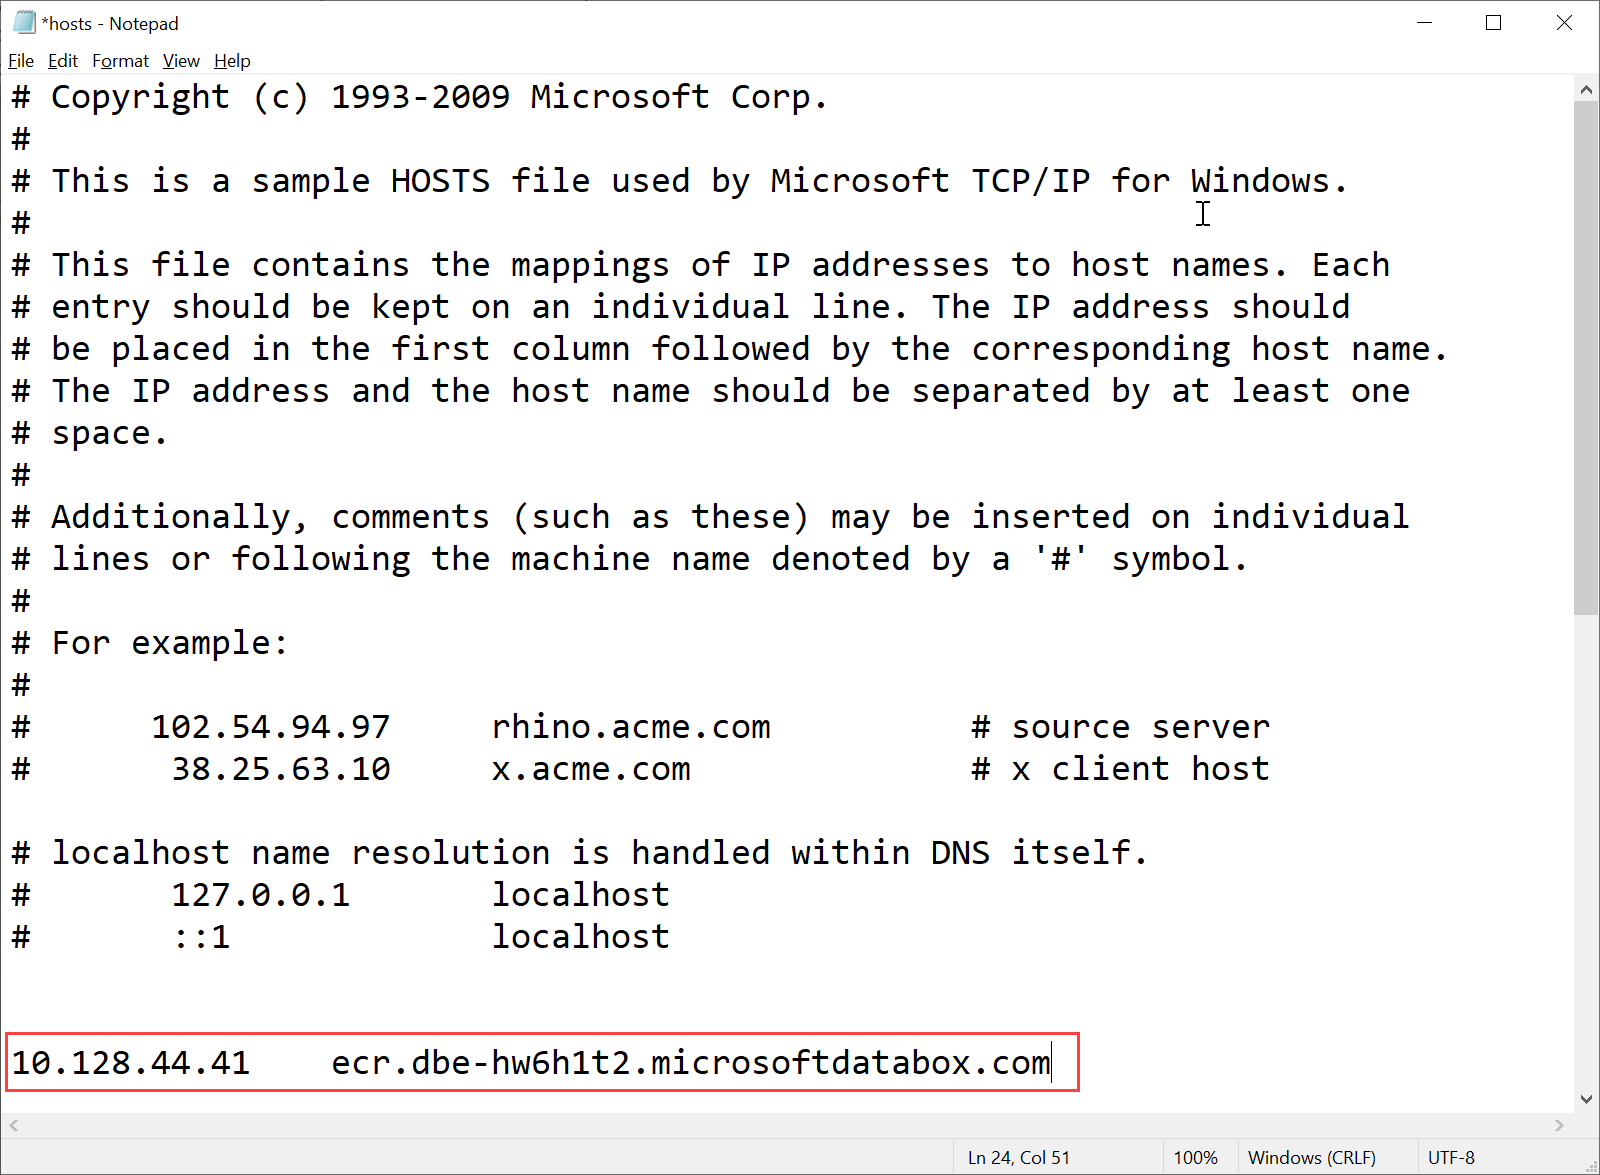 *hosts - Notepad
File Edit Format View Help
# Copyright (c) 1993-2009 Microsoft Corp.
#
# This is a sample HOSTS file used by Microsoft TCP/IP for Windows.
#
# This file contains the mappings of IP addresses to host names. Each
# entry should be kept on an individual line. The IP address should
# be placed in the first column followed by the corresponding host name.
# The IP address and the host name should be separated by at least one
# space.
#
# Additionally, comments (such as these) may be inserted on individual
# lines or following the machine name denoted by a '#' symbol.
#
# For example:
#
#      102.54.94.97     rhino.acme.com          # source server
#       38.25.63.10     x.acme.com              # x client host

# localhost name resolution is handled within DNS itself.
#       127.0.0.1       localhost
#       ::1             localhost

10.128.44.41    ecr.dbe-hw6h1t2.microsoftdatabox.com
Ln 24, Col 51 100% Windows (CRLF) UTF-8